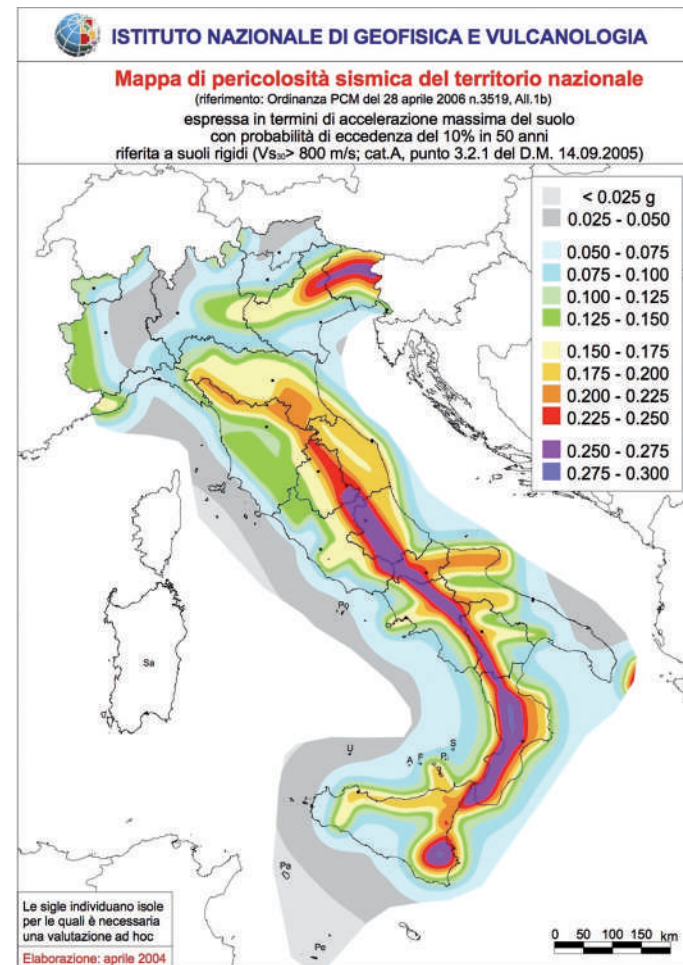 ISTITUTO NAZIONALE DI GEOFISICA E VULCANOLOGIA
Mappa di pericolosità sismica del territorio nazionale
(riferimento: Ordinanza PCM del 28 aprile 2006 n.3519, All.1b)
espressa in termini di accelerazione massima del suolo
con probabilità di eccedenza del 10% in 50 anni
riferita a suoli rigidi (Vs₃₀> 800 m/s; cat.A, punto 3.2.1 del D.M. 14.09.2005)
< 0.025 g
0.025 - 0.050
0.050 - 0.075
0.075 - 0.100
0.100 - 0.125
0.125 - 0.150
0.150 - 0.175
0.175 - 0.200
0.200 - 0.225
0.225 - 0.250
0.250 - 0.275
0.275 - 0.300
Po
Sa
U
A
F
P
S
Pa
Pe
Le sigle individuano isole
per le quali è necessaria
una valutazione ad hoc
Elaborazione: aprile 2004
0 50 100 150 km